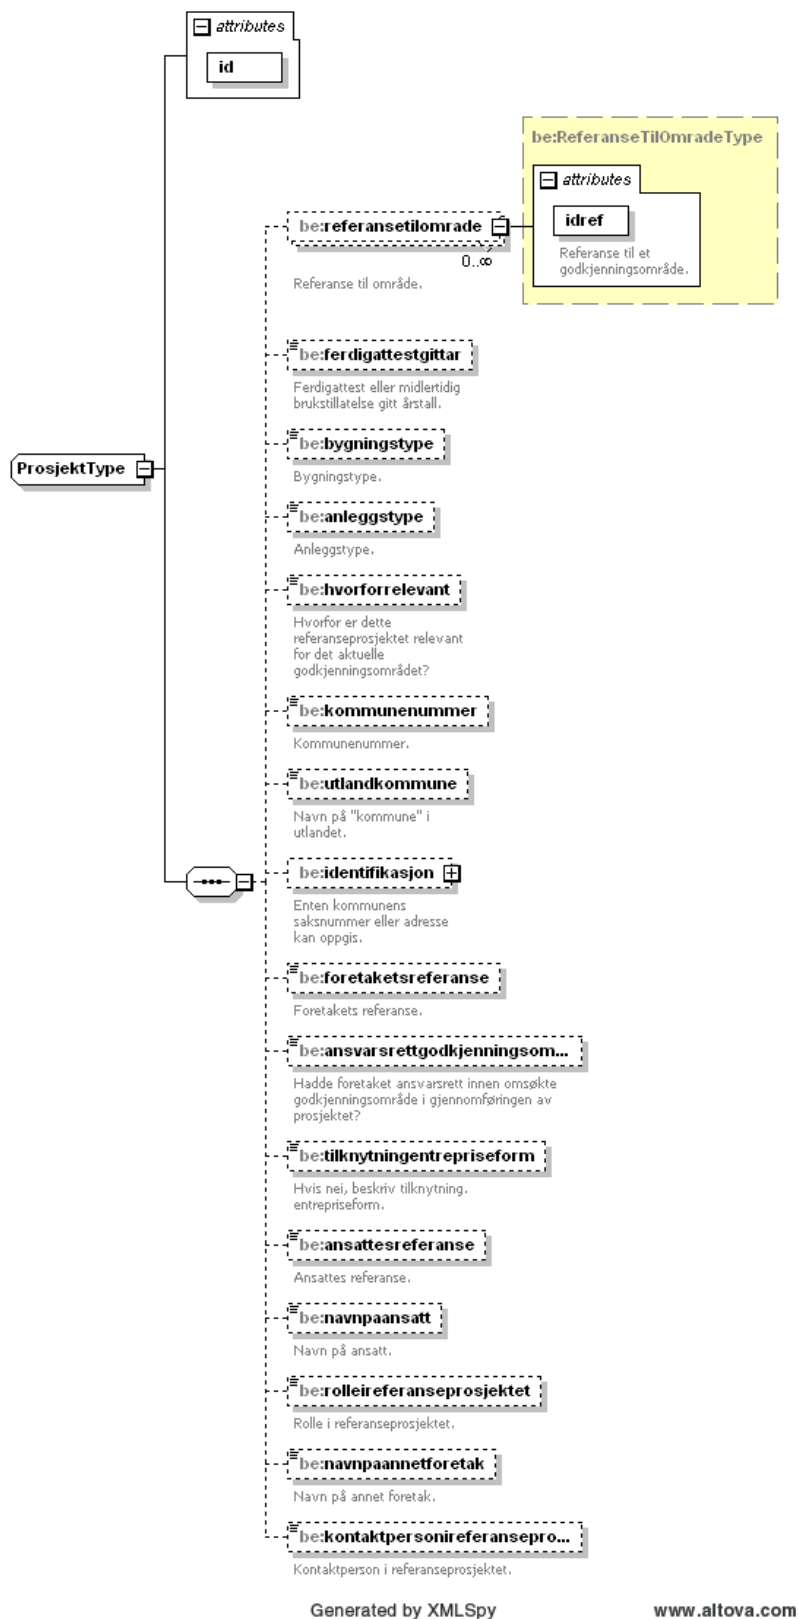 attributes
id
be:ReferanseTilOmradeType
attributes
idref
Referanse til et
godkjenningsområde.
be:referansetilomrade
0..∞
Referanse til område.
be:ferdigattestgittar
Ferdigattest eller midlertidig
brukstillatelse gitt årstall.
be:bygningstype
Bygningstype.
ProsjektType
be:anleggstype
Anleggstype.
be:hvorforrelevant
Hvorfor er dette
referanseprosjektet relevant
for det aktuelle
godkjenningsområdet?
be:kommunenummer
Kommunenummer.
be:utlandkommune
Navn på "kommune" i
utlandet.
be:identifikasjon
Enten kommunens
saksnummer eller adresse
kan oppgis.
be:foretaketsreferanse
Foretakets referanse.
be:ansvarsrettgodkjenningsom...
Hadde foretaket ansvarsrett innen omsøkte
godkjenningsområde i gjennomføringen av
prosjektet?
be:tilknytningentrepriseform
Hvis nei, beskriv tilknytning.
entrepriseform.
be:ansattesreferanse
Ansattes referanse.
be:navnpaansatt
Navn på ansatt.
be:rolleireferanseprosjektet
Rolle i referanseprosjektet.
be:navnpaannetforetak
Navn på annet foretak.
be:kontaktpersonireferansepro...
Kontaktperson i referanseprosjektet.
Generated by XMLSpy
www.altova.com